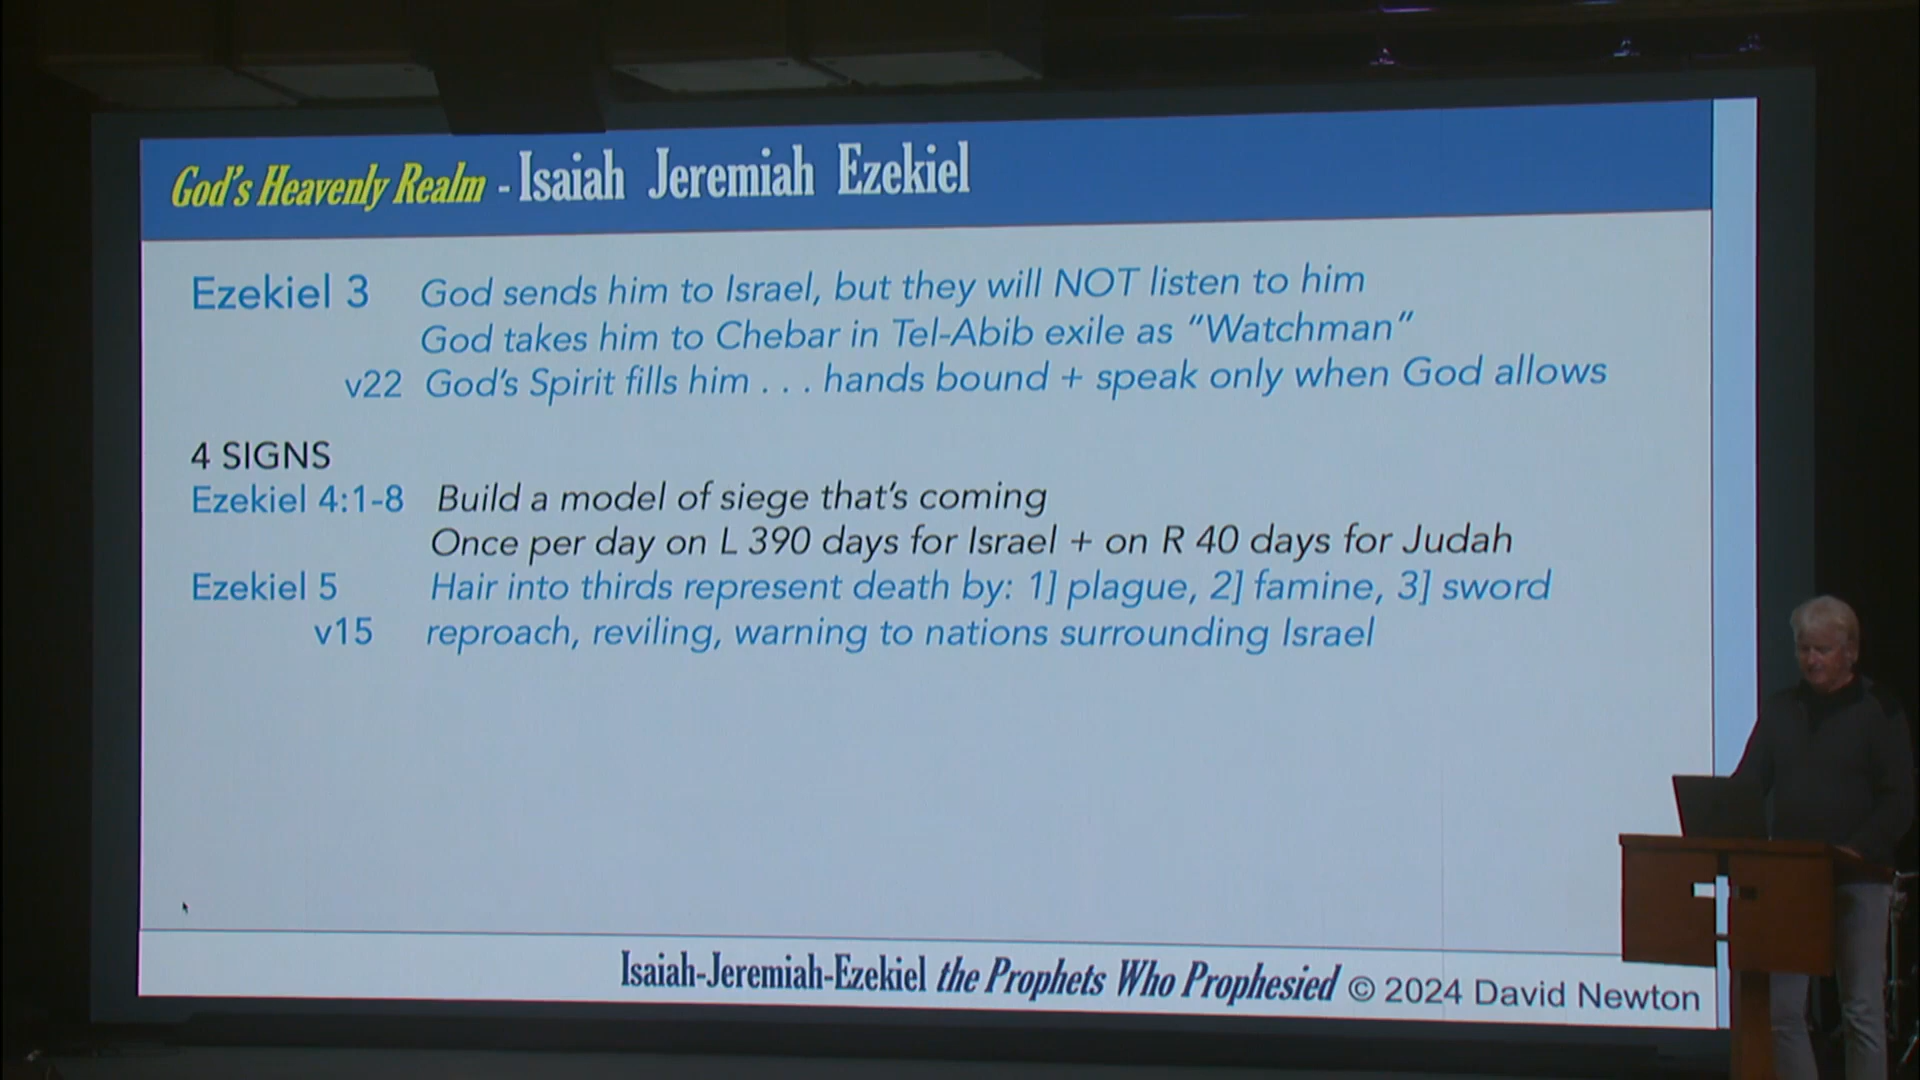 God's Heavenly Realm - Isaiah Jeremiah Ezekiel
Ezekiel 3 God sends him to Israel, but they will NOT listen to him
God takes him to Chebar in Tel-Abib exile as “Watchman”
v22 God's Spirit fills him . . . hands bound + speak only when God allows
4 SIGNS
Ezekiel 4:1-8 Build a model of siege that's coming
Once per day on L 390 days for Israel + on R 40 days for Judah
Ezekiel 5 Hair into thirds represent death by: 1] plague, 2] famine, 3] sword
v15 reproach, reviling, warning to nations surrounding Israel
Isaiah-Jeremiah-Ezekiel the Prophets Who Prophesied © 2024 David Newton